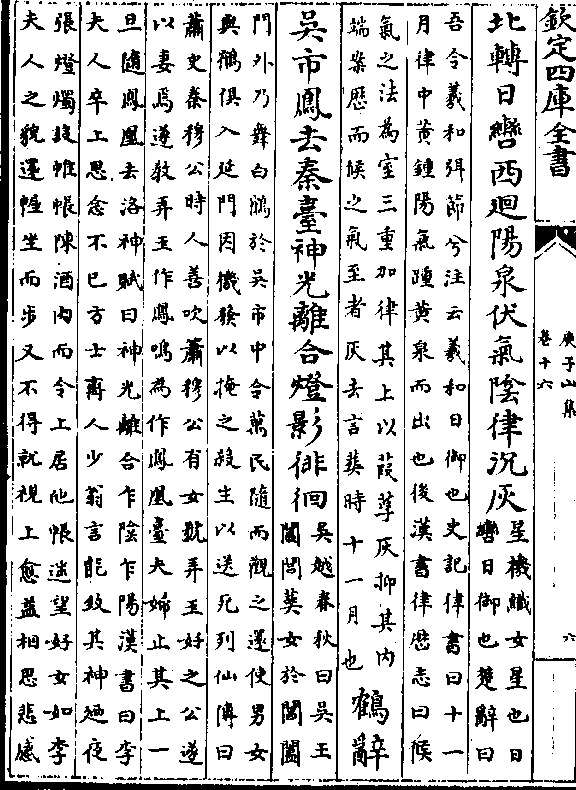 欽定四庫全書
庾子山集
卷十六
六
北轉日轡西迴陽泉伏氣陰律沉灰
星機織女星也日
轡日御也楚辭曰
吾令羲和弭節兮注云羲和日御也史記律書曰十一
月律中黃鍾陽氣踵黃泉而出也後漢書律厯志曰候
氣之法為室三重加律其上以葭莩灰抑其内
端案厯而候之氣至者灰去言葬時十一月也
鶴辭
吳市鳳去秦臺神光離合燈影徘徊
吳越春秋曰吳王
闔閭葬女於閶闔
門外乃舞白鶴於吳市中令萬民隨而觀之遂使男女
與鶴俱入延門因機發以掩之殺生以送死列仙傳曰
蕭史秦穆公時人善吹蕭穆公有女號弄玉好之公遂
以妻焉遂教弄玉作鳳鳴為作鳳凰臺夫婦止其上一
旦隨鳳凰去洛神賦曰神光離合乍陰乍陽漢書曰李
夫人卒上思念不已方士齊人少翁言能致其神廼夜
張燈燭設帷帳陳酒肉而令上居他帳遙望好女如李
夫人之貌還幄坐而步又不得就視上愈益相思悲感